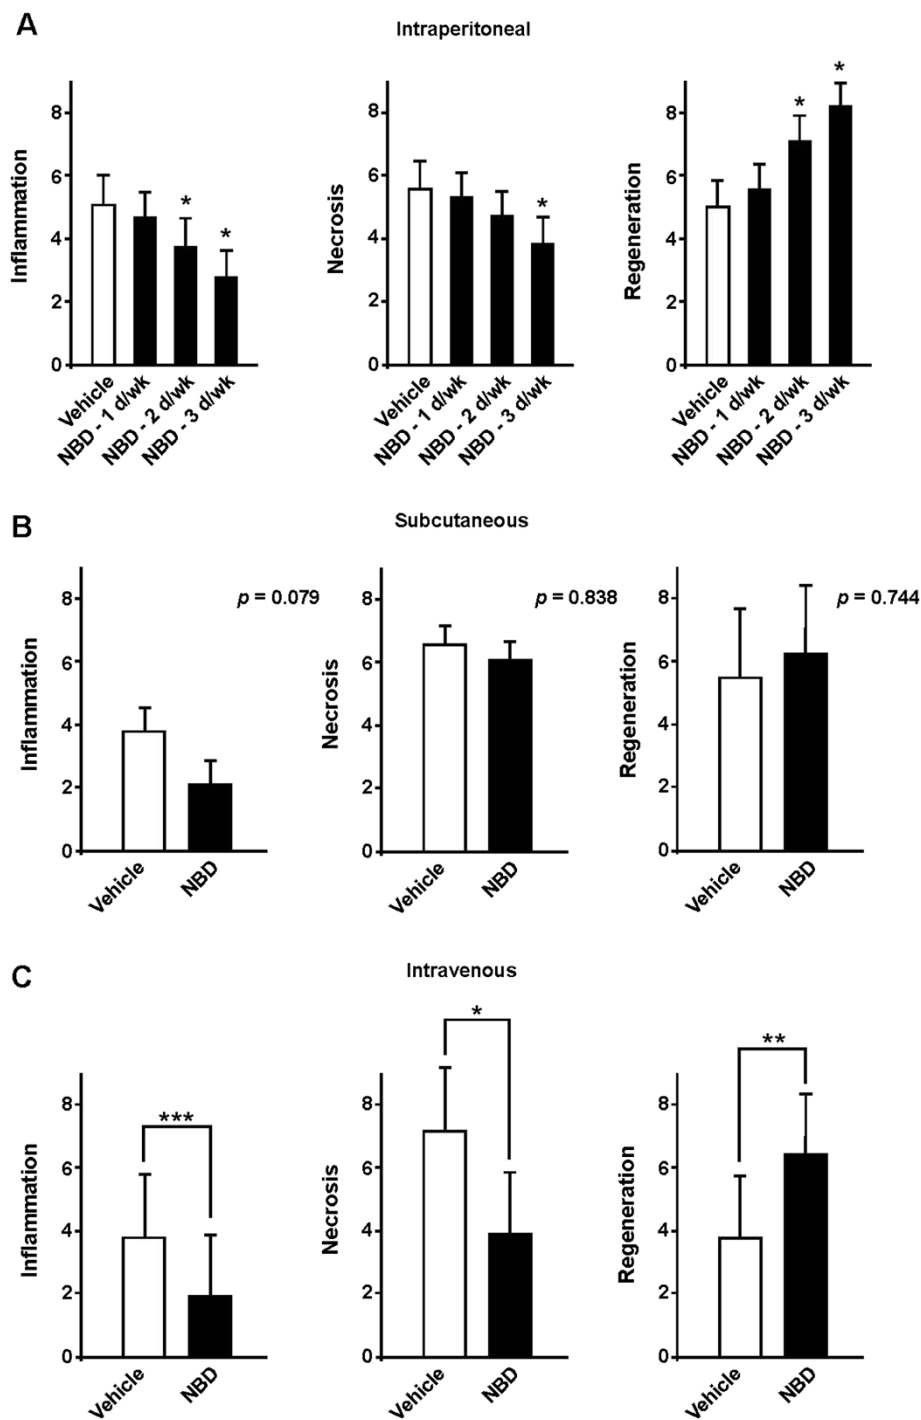 A
Intraperitoneal
Inflammation
8
6
4
2
0
*
*
Vehicle
NBD - 1 d/wk
NBD - 2 d/wk
NBD - 3 d/wk
Necrosis
8
6
4
2
0
*
Vehicle
NBD - 1 d/wk
NBD - 2 d/wk
NBD - 3 d/wk
Regeneration
8
6
4
2
0
*
*
Vehicle
NBD - 1 d/wk
NBD - 2 d/wk
NBD - 3 d/wk
B
Subcutaneous
Inflammation
8
6
4
2
0
p = 0.079
Vehicle
NBD
Necrosis
8
6
4
2
0
p = 0.838
Vehicle
NBD
Regeneration
8
6
4
2
0
p = 0.744
Vehicle
NBD
C
Intravenous
Inflammation
8
6
4
2
0
***
Vehicle
NBD
Necrosis
8
6
4
2
0
*
Vehicle
NBD
Regeneration
8
6
4
2
0
**
Vehicle
NBD